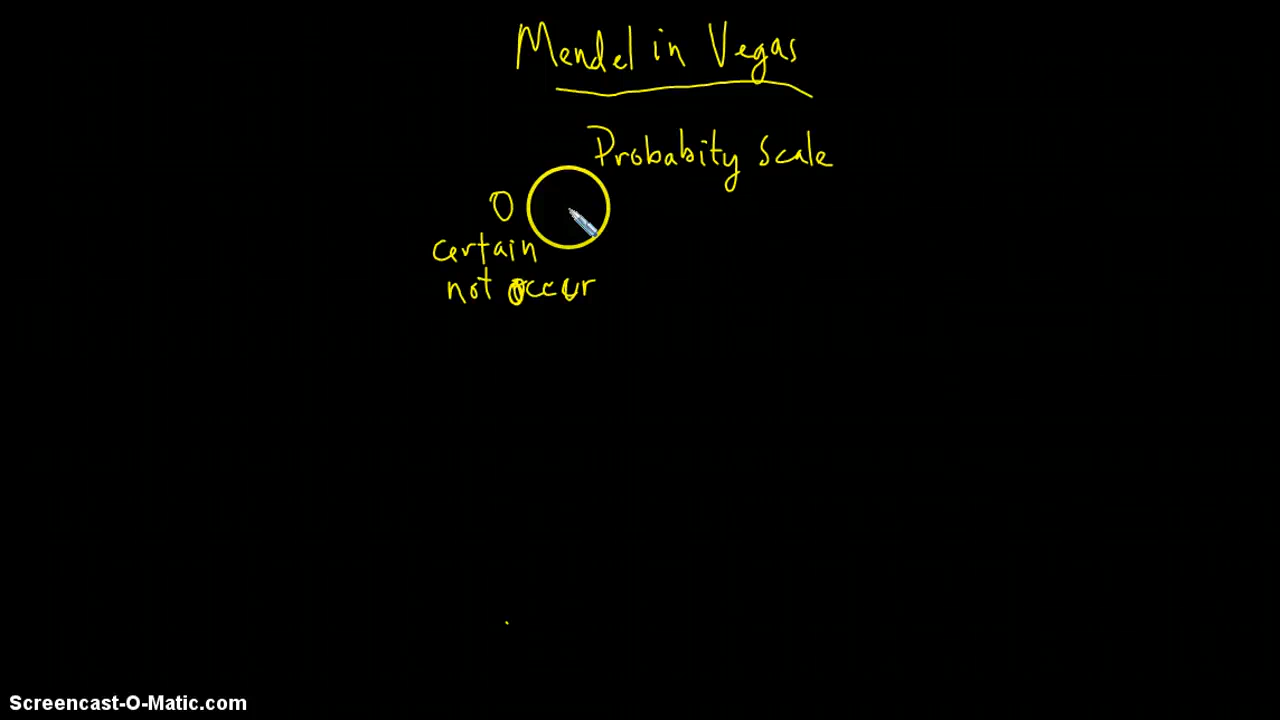 Mendel in Vegas
Probabity Scale
0
certain
not occur
Screencast-O-Matic.com